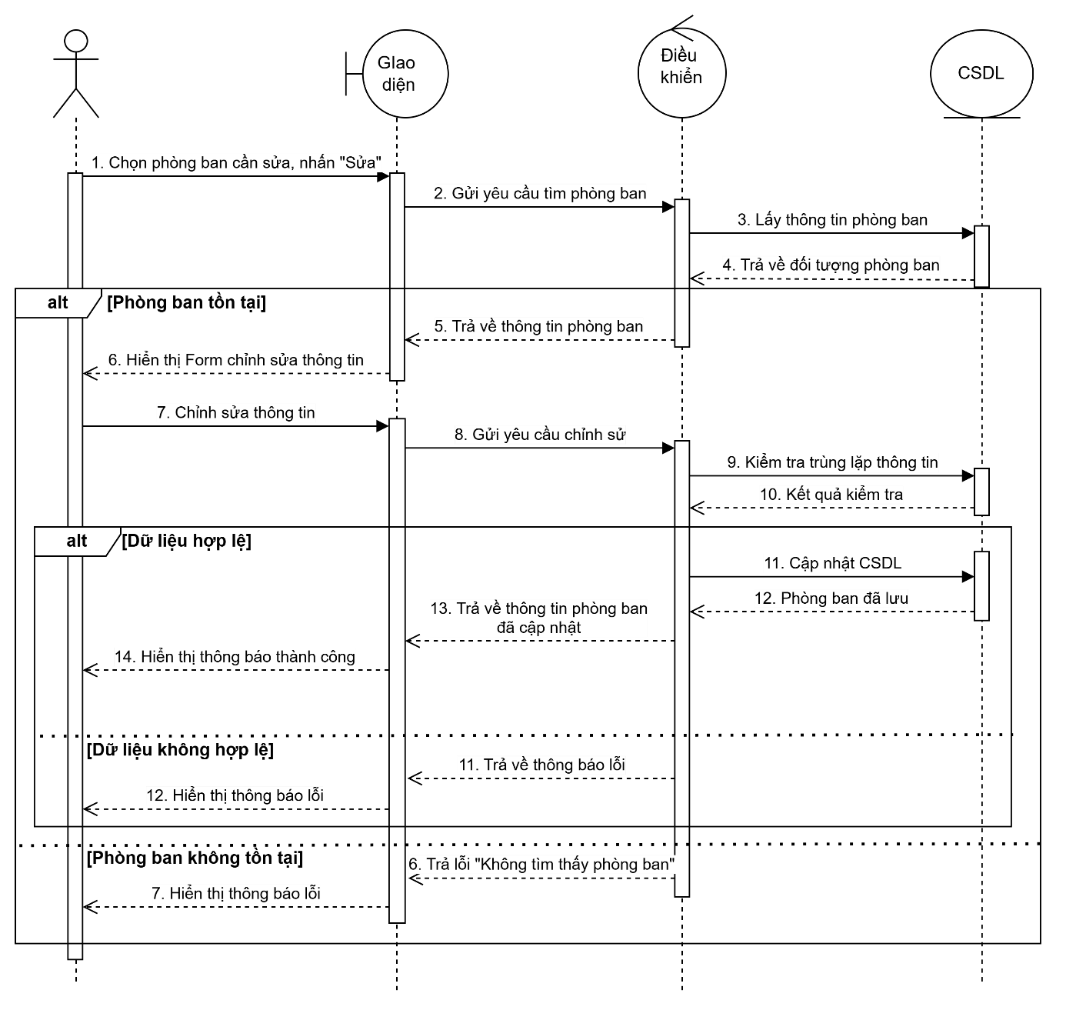 GIao
diện
Điều
khiển
CSDL
1. Chọn phòng ban cần sửa, nhấn "Sửa"
2. Gửi yêu cầu tìm phòng ban
3. Lấy thông tin phòng ban
4. Trả về đối tượng phòng ban
alt
[Phòng ban tồn tại]
5. Trả về thông tin phòng ban
6. Hiển thị Form chỉnh sửa thông tin
7. Chỉnh sửa thông tin
8. Gửi yêu cầu chỉnh sử
9. Kiểm tra trùng lặp thông tin
10. Kết quả kiểm tra
alt
[Dữ liệu hợp lệ]
11. Cập nhật CSDL
12. Phòng ban đã lưu
13. Trả về thông tin phòng ban
đã cập nhật
14. Hiển thị thông báo thành công
[Dữ liệu không hợp lệ]
11. Trả về thông báo lỗi
12. Hiển thị thông báo lỗi
[Phòng ban không tồn tại]
6. Trả lỗi "Không tìm thấy phòng ban"
7. Hiển thị thông báo lỗi